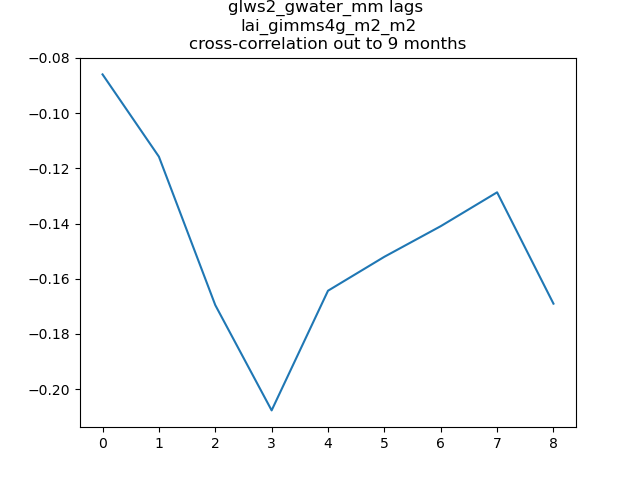 glws2_gwater_mm lags
lai_gimms4g_m2_m2
cross-correlation out to 9 months
−0.08
−0.10
−0.12
−0.14
−0.16
−0.18
−0.20
0 1 2 3 4 5 6 7 8